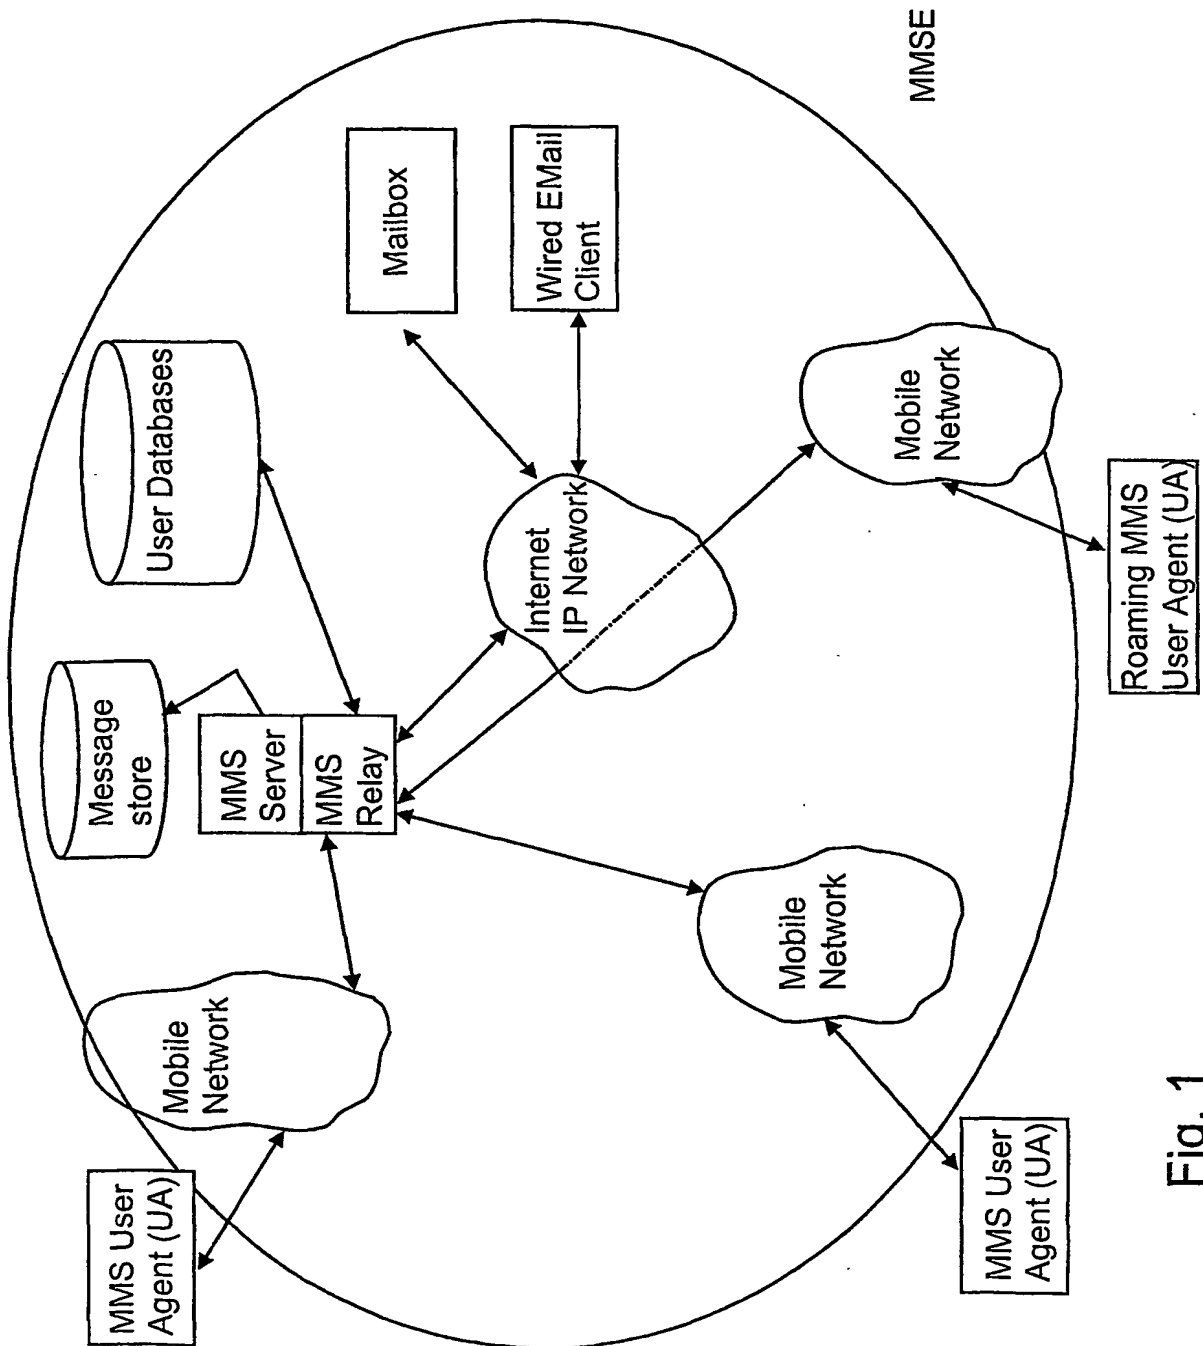 Message
store
User Databases
MMS User
Agent (UA)
Mobile
Network
MMS
Server
MMS
Relay
Mailbox
Internet
IP Network
Wired EMail
Client
Mobile
Network
Mobile
Network
MMSE
MMS User
Agent (UA)
Roaming MMS
User Agent (UA)
Fig. 1